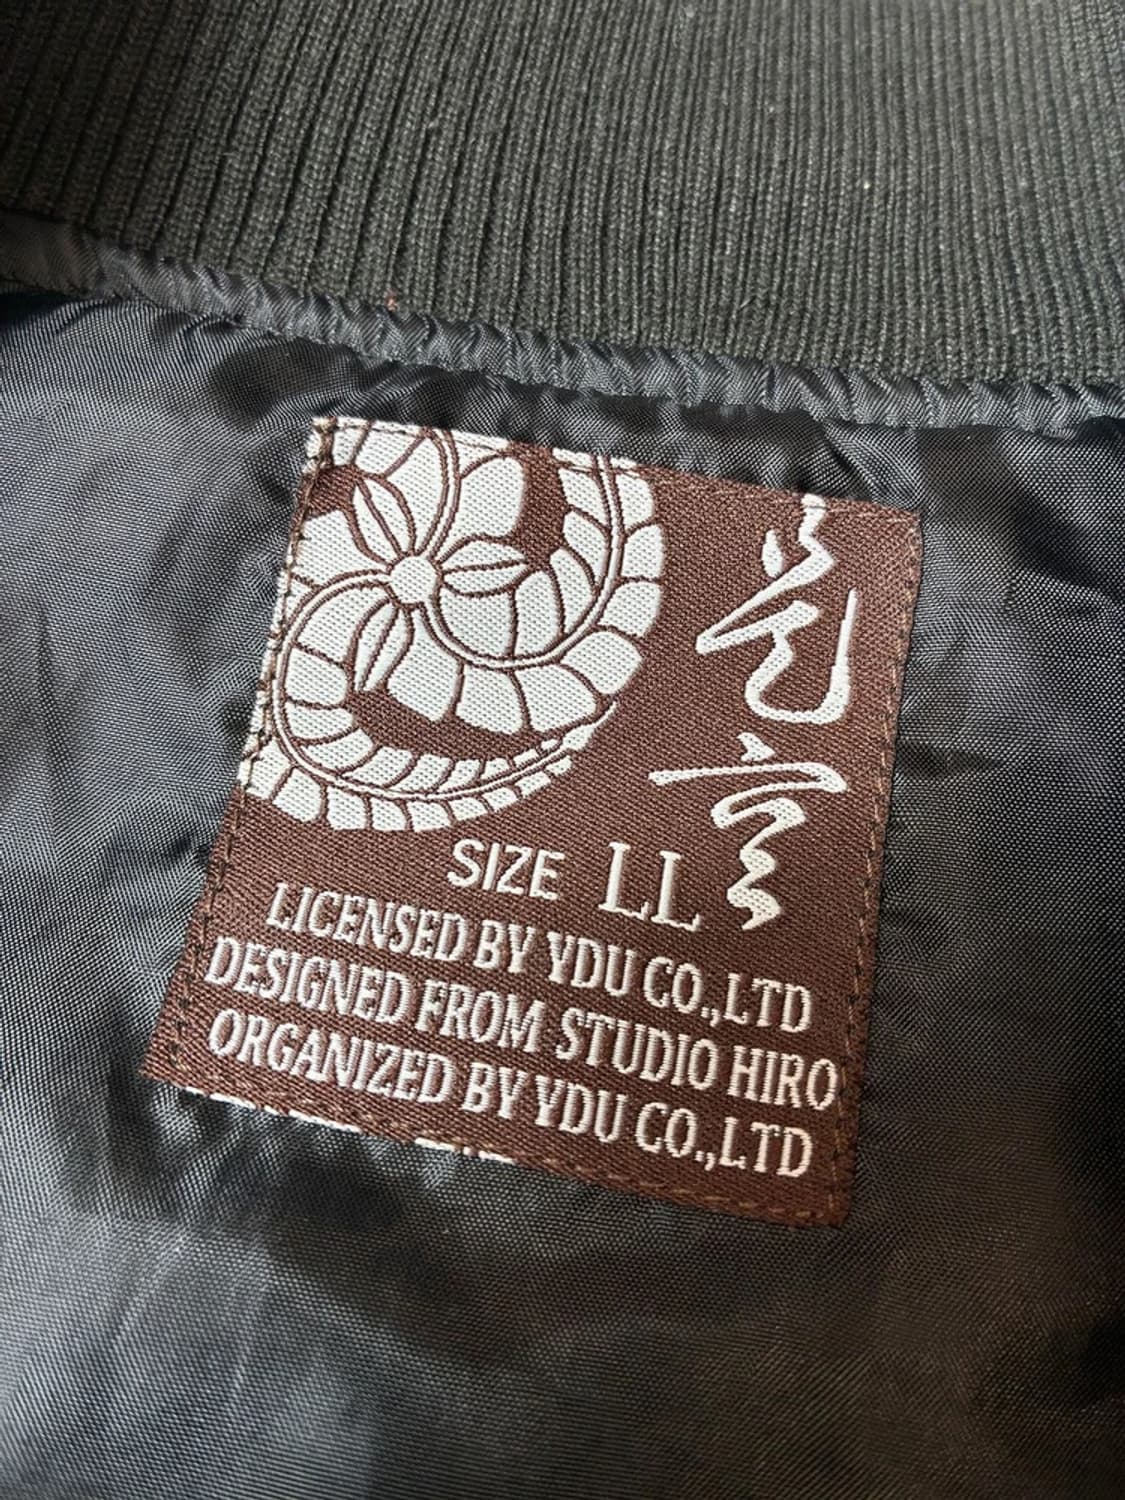 SIZE LL
LICENSED BY YDU CO.,LTD
DESIGNED FROM STUDIO HIRO
ORGANIZED BY YDU CO.,LTD